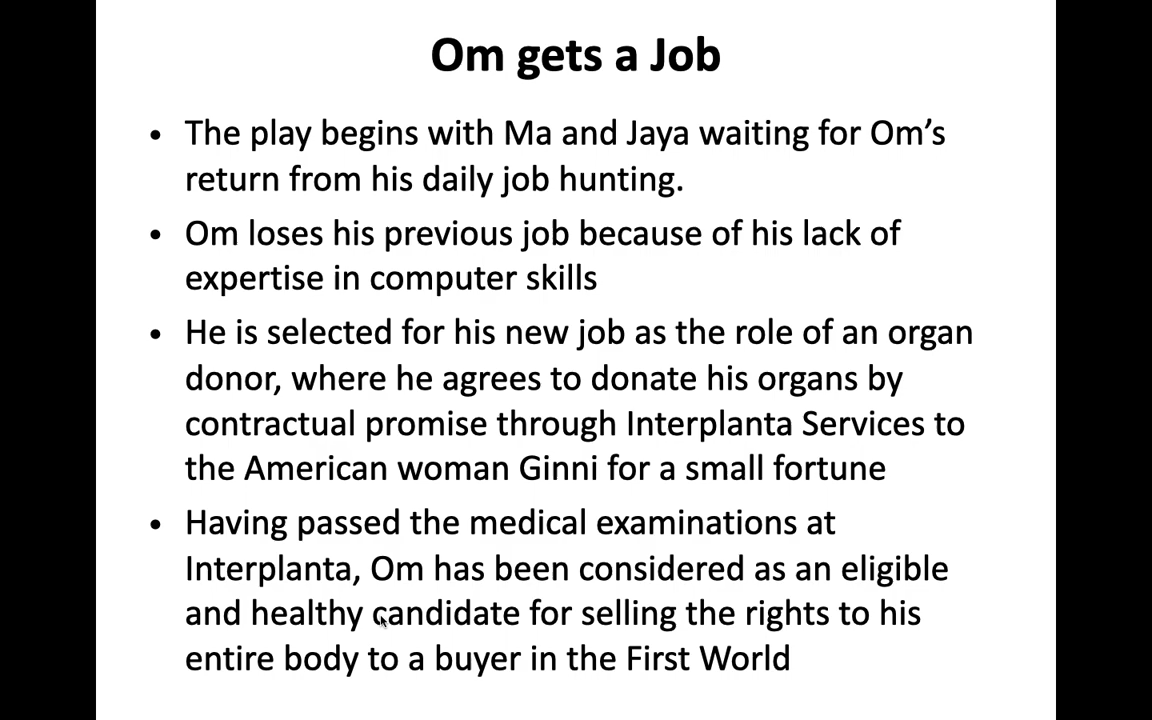 Om gets a Job
• The play begins with Ma and Jaya waiting for Om’s
return from his daily job hunting.
• Om loses his previous job because of his lack of
expertise in computer skills
• He is selected for his new job as the role of an organ
donor, where he agrees to donate his organs by
contractual promise through Interplanta Services to
the American woman Ginni for a small fortune
• Having passed the medical examinations at
Interplanta, Om has been considered as an eligible
and healthy candidate for selling the rights to his
entire body to a buyer in the First World